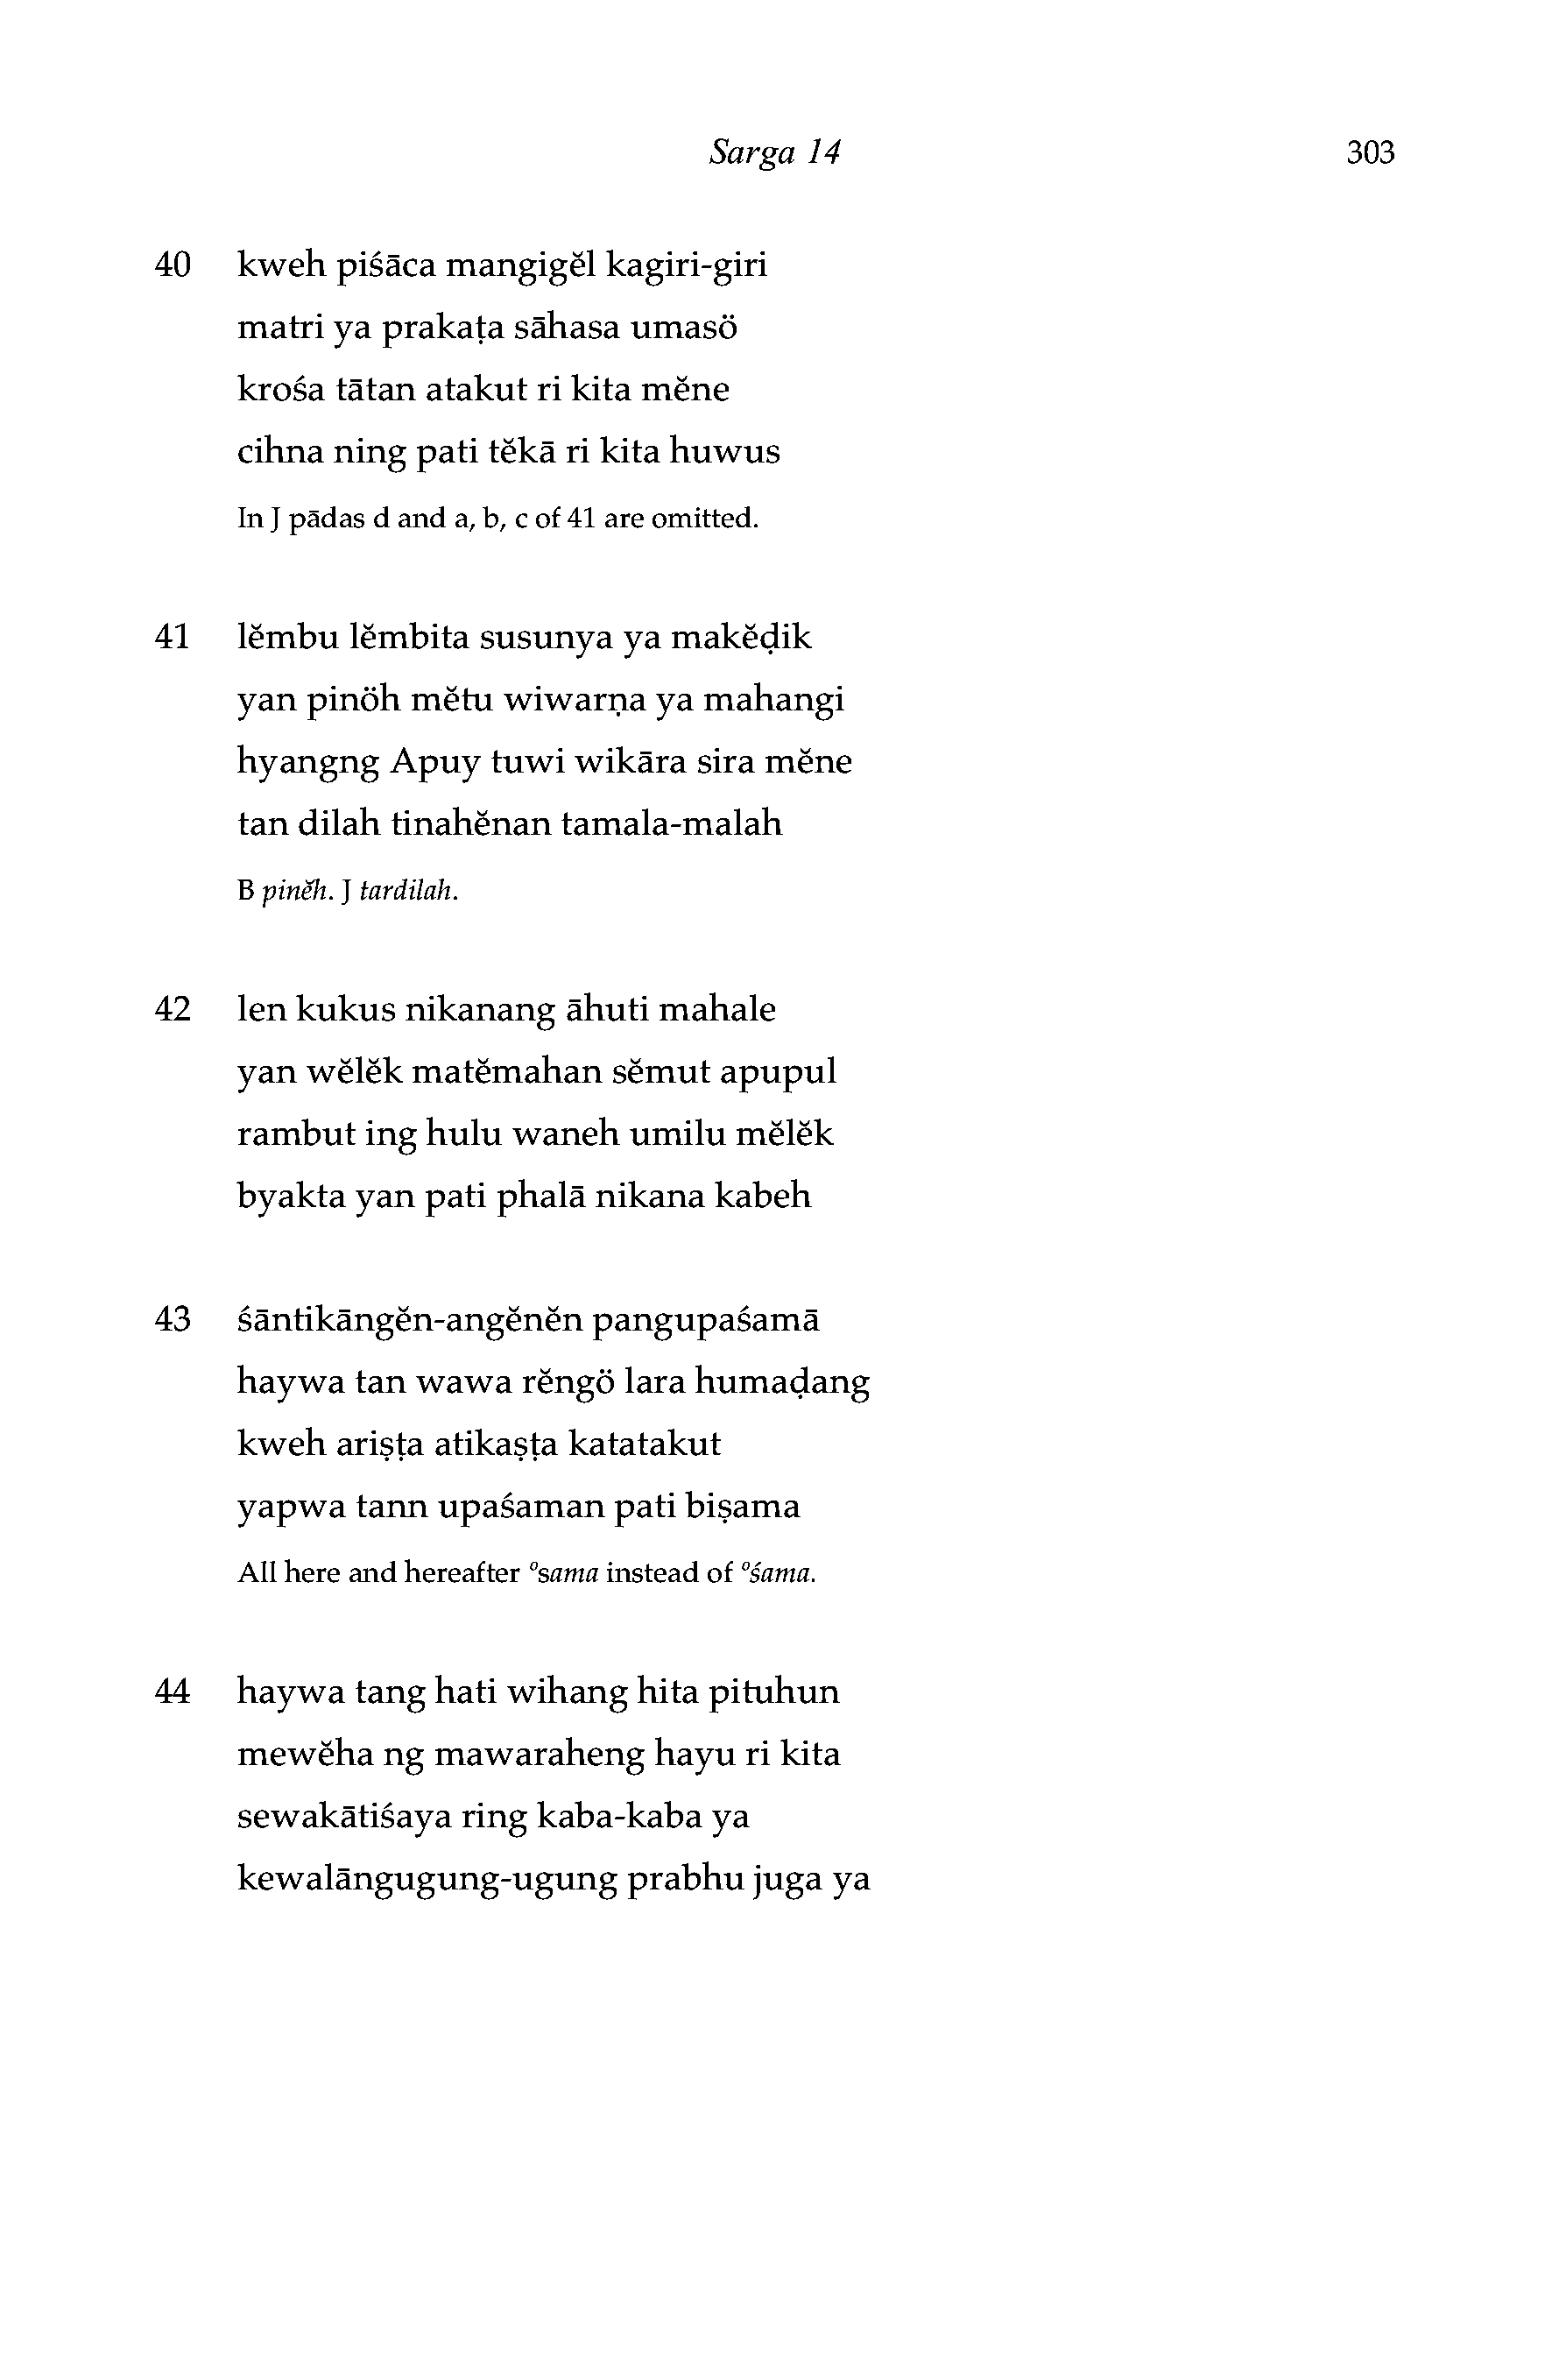 Sarga 14 303
40 kweh piśāca mangigĕl kagiri-giri
matri ya prakaṭa sāhasa umasö
krośa tātan atakut ri kita mĕne
cihna ning pati tĕkā ri kita huwus
In J pādas d and a, b, c of 41 are omitted.
41 lĕmbu lĕmbita susunya ya makĕḍik
yan pinöh mĕtu wiwarṇa ya mahangi
hyangng Apuy tuwi wikāra sira mĕne
tan dilah tinahĕnan tamala-malah
B pinĕh. J tardilah.
42 len kukus nikanang āhuti mahale
yan wĕlĕk matĕmahan sĕmut apupul
rambut ing hulu waneh umilu mĕlĕk
byakta yan pati phalā nikana kabeh
43 śāntikāngĕn-angĕnĕn pangupaśamā
haywa tan wawa rĕngö lara humaḍang
kweh ariṣṭa atikaṣṭa katatakut
yapwa tann upaśaman pati biṣama
All here and hereafter °sama instead of °śama.
44 haywa tang hati wihang hita pituhun
mewĕha ng mawaraheng hayu ri kita
sewakātiśaya ring kaba-kaba ya
kewalāngugung-ugung prabhu juga ya